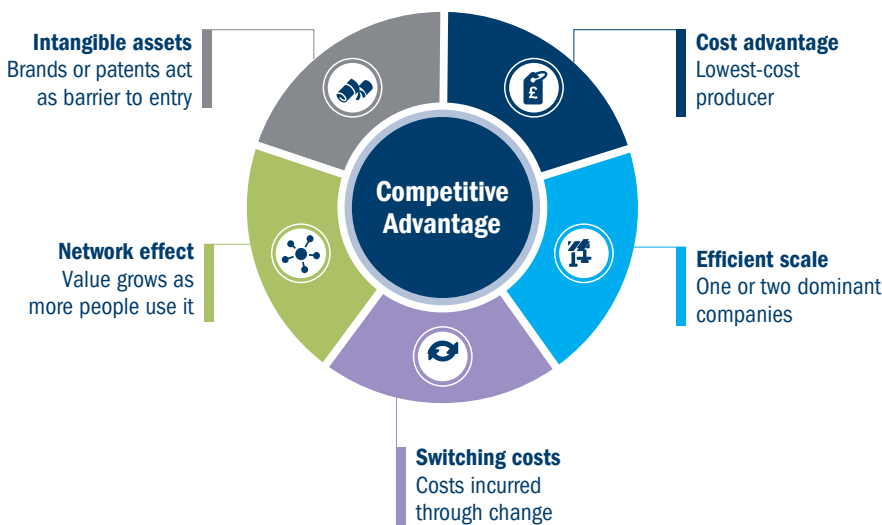 Intangible assets
Brands or patents act
as barrier to entry
Cost advantage
Lowest-cost
producer
£
Competitive
Advantage
Network effect
Value grows as
more people use it
Efficient scale
One or two dominant
companies
Switching costs
Costs incurred
through change